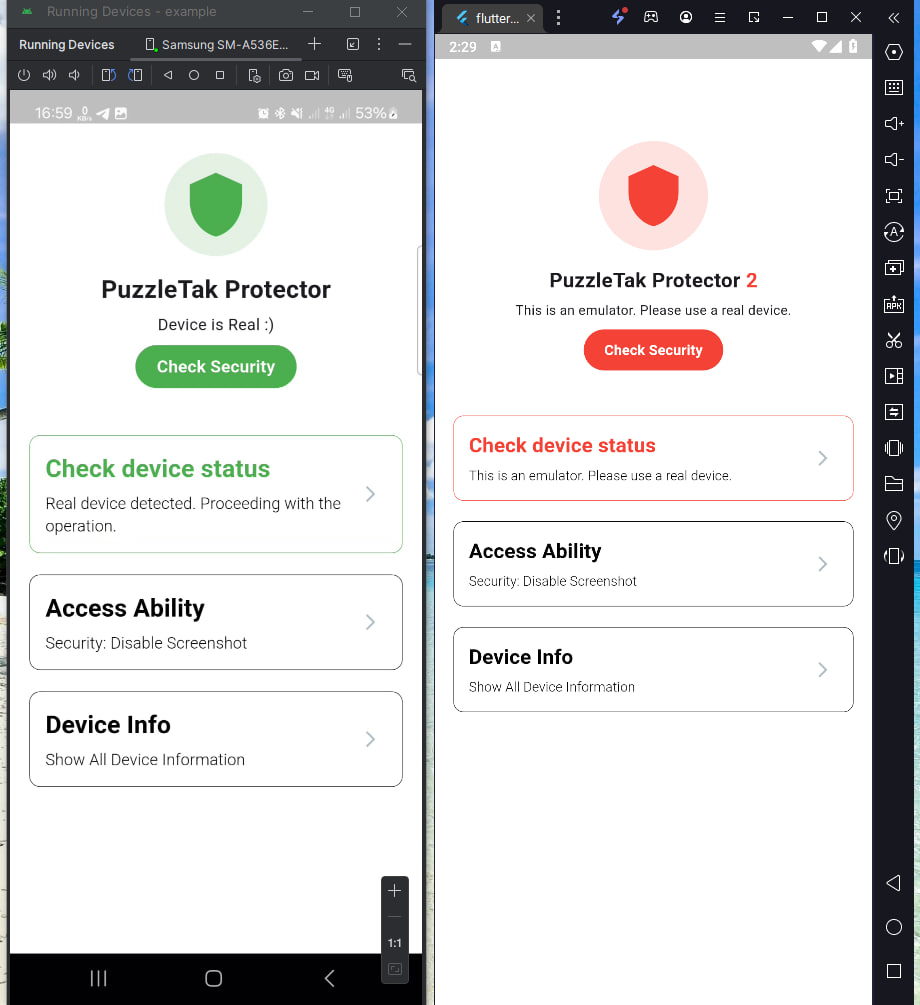 Running Devices - example
Running Devices
Samsung SM-A536E...
16:59
0
KB/s
4G
53%
PuzzleTak Protector
Device is Real :)
Check Security
Check device status
Real device detected. Proceeding with the
operation.
Access Ability
Security: Disable Screenshot
Device Info
Show All Device Information
1:1
flutter...
2:29
A
PuzzleTak Protector 2
This is an emulator. Please use a real device.
Check Security
Check device status
This is an emulator. Please use a real device.
Access Ability
Security: Disable Screenshot
Device Info
Show All Device Information
A
APK